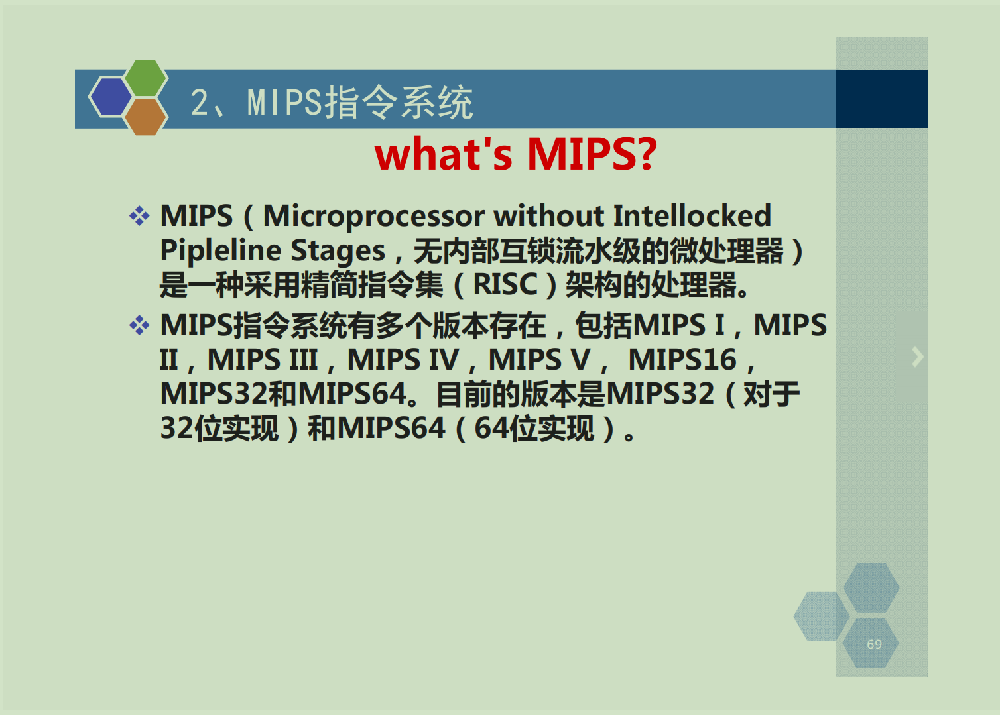 2、MIPS指令系统
what's MIPS?
MIPS（Microprocessor without Intellocked
Pipleline Stages，无内部互锁流水级的微处理器）
是一种采用精简指令集（RISC）架构的处理器。
MIPS指令系统有多个版本存在，包括MIPS I，MIPS
II，MIPS III，MIPS IV，MIPS V， MIPS16，
MIPS32和MIPS64。目前的版本是MIPS32（对于
32位实现）和MIPS64（64位实现）。
69